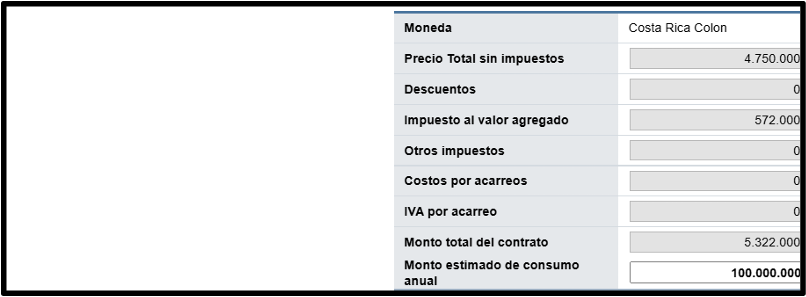 Moneda Costa Rica Colon
Precio Total sin impuestos 4.750.000
Descuentos 0
Impuesto al valor agregado 572.000
Otros impuestos 0
Costos por acarreos 0
IVA por acarreo 0
Monto total del contrato 5.322.000
Monto estimado de consumo
anual 100.000.000